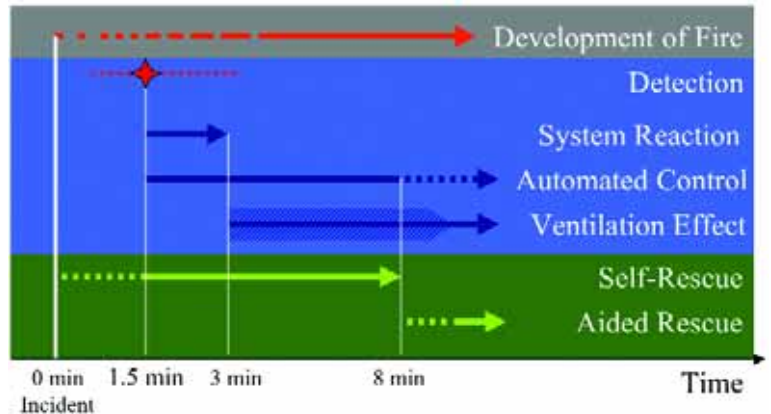 Development of Fire
Detection
System Reaction
Automated Control
Ventilation Effect
Self-Rescue
Aided Rescue
0 min 1.5 min 3 min 8 min Time
Incident